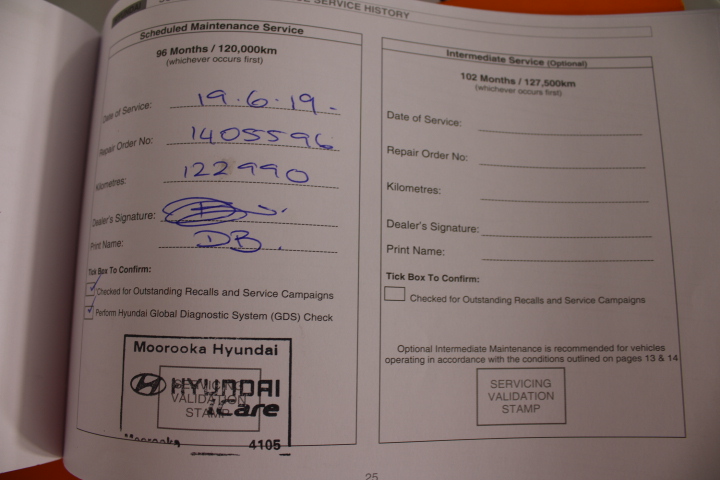 SERVICE HISTORY
Scheduled Maintenance Service
96 Months / 120,000km
(whichever occurs first)
Date of Service: 19.6.19.
Repair Order No: 1405596
Kilometres: 122990
Dealer's Signature:
Print Name: DB.
Tick Box To Confirm:
Checked for Outstanding Recalls and Service Campaigns
Perform Hyundai Global Diagnostic System (GDS) Check
Moorooka Hyundai
HYUNDAI
iCare
SERVICING
VALIDATION
STAMP
Moorooka 4105
Intermediate Service (Optional)
102 Months / 127,500km
(whichever occurs first)
Date of Service:
Repair Order No:
Kilometres:
Dealer's Signature:
Print Name:
Tick Box To Confirm:
Checked for Outstanding Recalls and Service Campaigns
Optional Intermediate Maintenance is recommended for vehicles
operating in accordance with the conditions outlined on pages 13 & 14
SERVICING
VALIDATION
STAMP
25